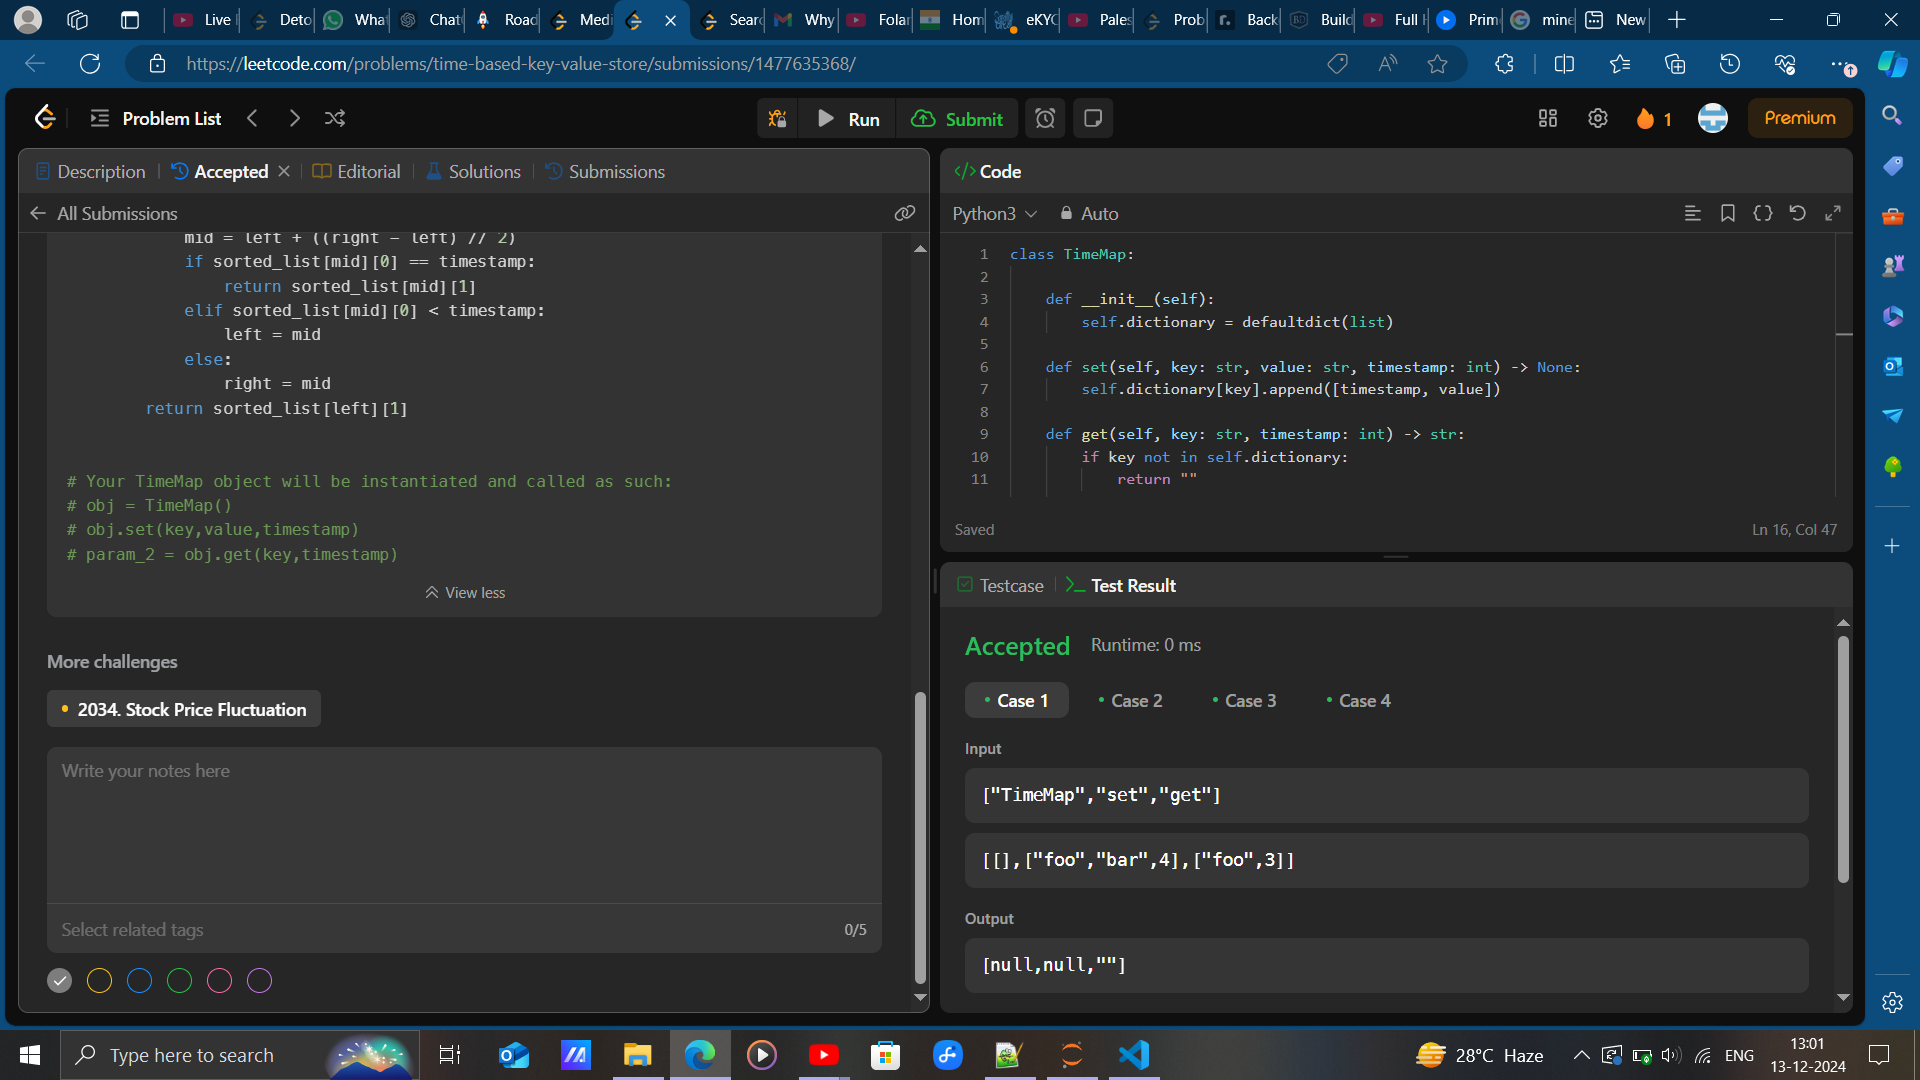 Live
Deto
What
Chat
Road
Medi
Searc
Why
Folar
Hom
eKYC
Pales
Prob
Back
Build
Full
Prim
mine
New
https://leetcode.com/problems/time-based-key-value-store/submissions/1477635368/
Problem List
Run
Submit
1
Premium
Description
Accepted
Editorial
Solutions
Submissions
All Submissions
mid = left + ((right - left) // 2)
if sorted_list[mid][0] == timestamp:
return sorted_list[mid][1]
elif sorted_list[mid][0] < timestamp:
left = mid
else:
right = mid
return sorted_list[left][1]
# Your TimeMap object will be instantiated and called as such:
# obj = TimeMap()
# obj.set(key,value,timestamp)
# param_2 = obj.get(key,timestamp)
View less
More challenges
2034. Stock Price Fluctuation
Write your notes here
Select related tags
0/5
</> Code
Python3
Auto
1 class TimeMap:
2
3 def __init__(self):
4 self.dictionary = defaultdict(list)
5
6 def set(self, key: str, value: str, timestamp: int) -> None:
7 self.dictionary[key].append([timestamp, value])
8
9 def get(self, key: str, timestamp: int) -> str:
10 if key not in self.dictionary:
11 return ""
Saved
Ln 16, Col 47
Testcase
Test Result
Accepted
Runtime: 0 ms
Case 1
Case 2
Case 3
Case 4
Input
["TimeMap","set","get"]
[[],["foo","bar",4],["foo",3]]
Output
[null,null,""]
Type here to search
28°C Haze
ENG
13:01
13-12-2024